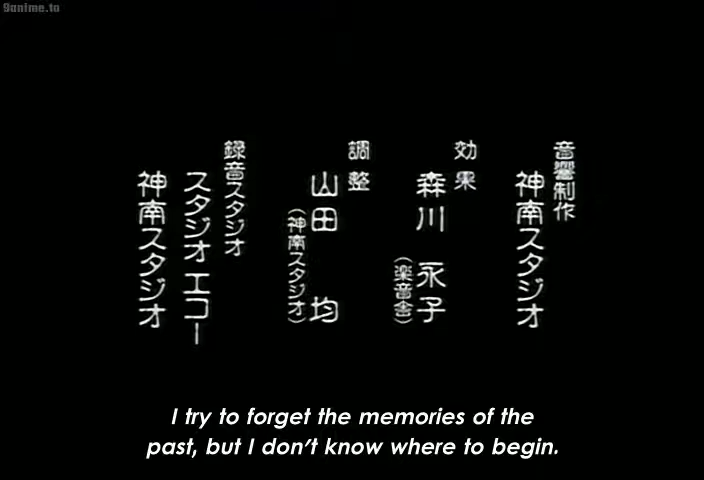 9anime.to
音響制作
神南スタジオ
効果
森川 永子
(楽音舎)
調整
山田 均
(神南スタジオ)
録音スタジオ
スタジオ エコー
神南スタジオ
I try to forget the memories of the
past, but I don't know where to begin.